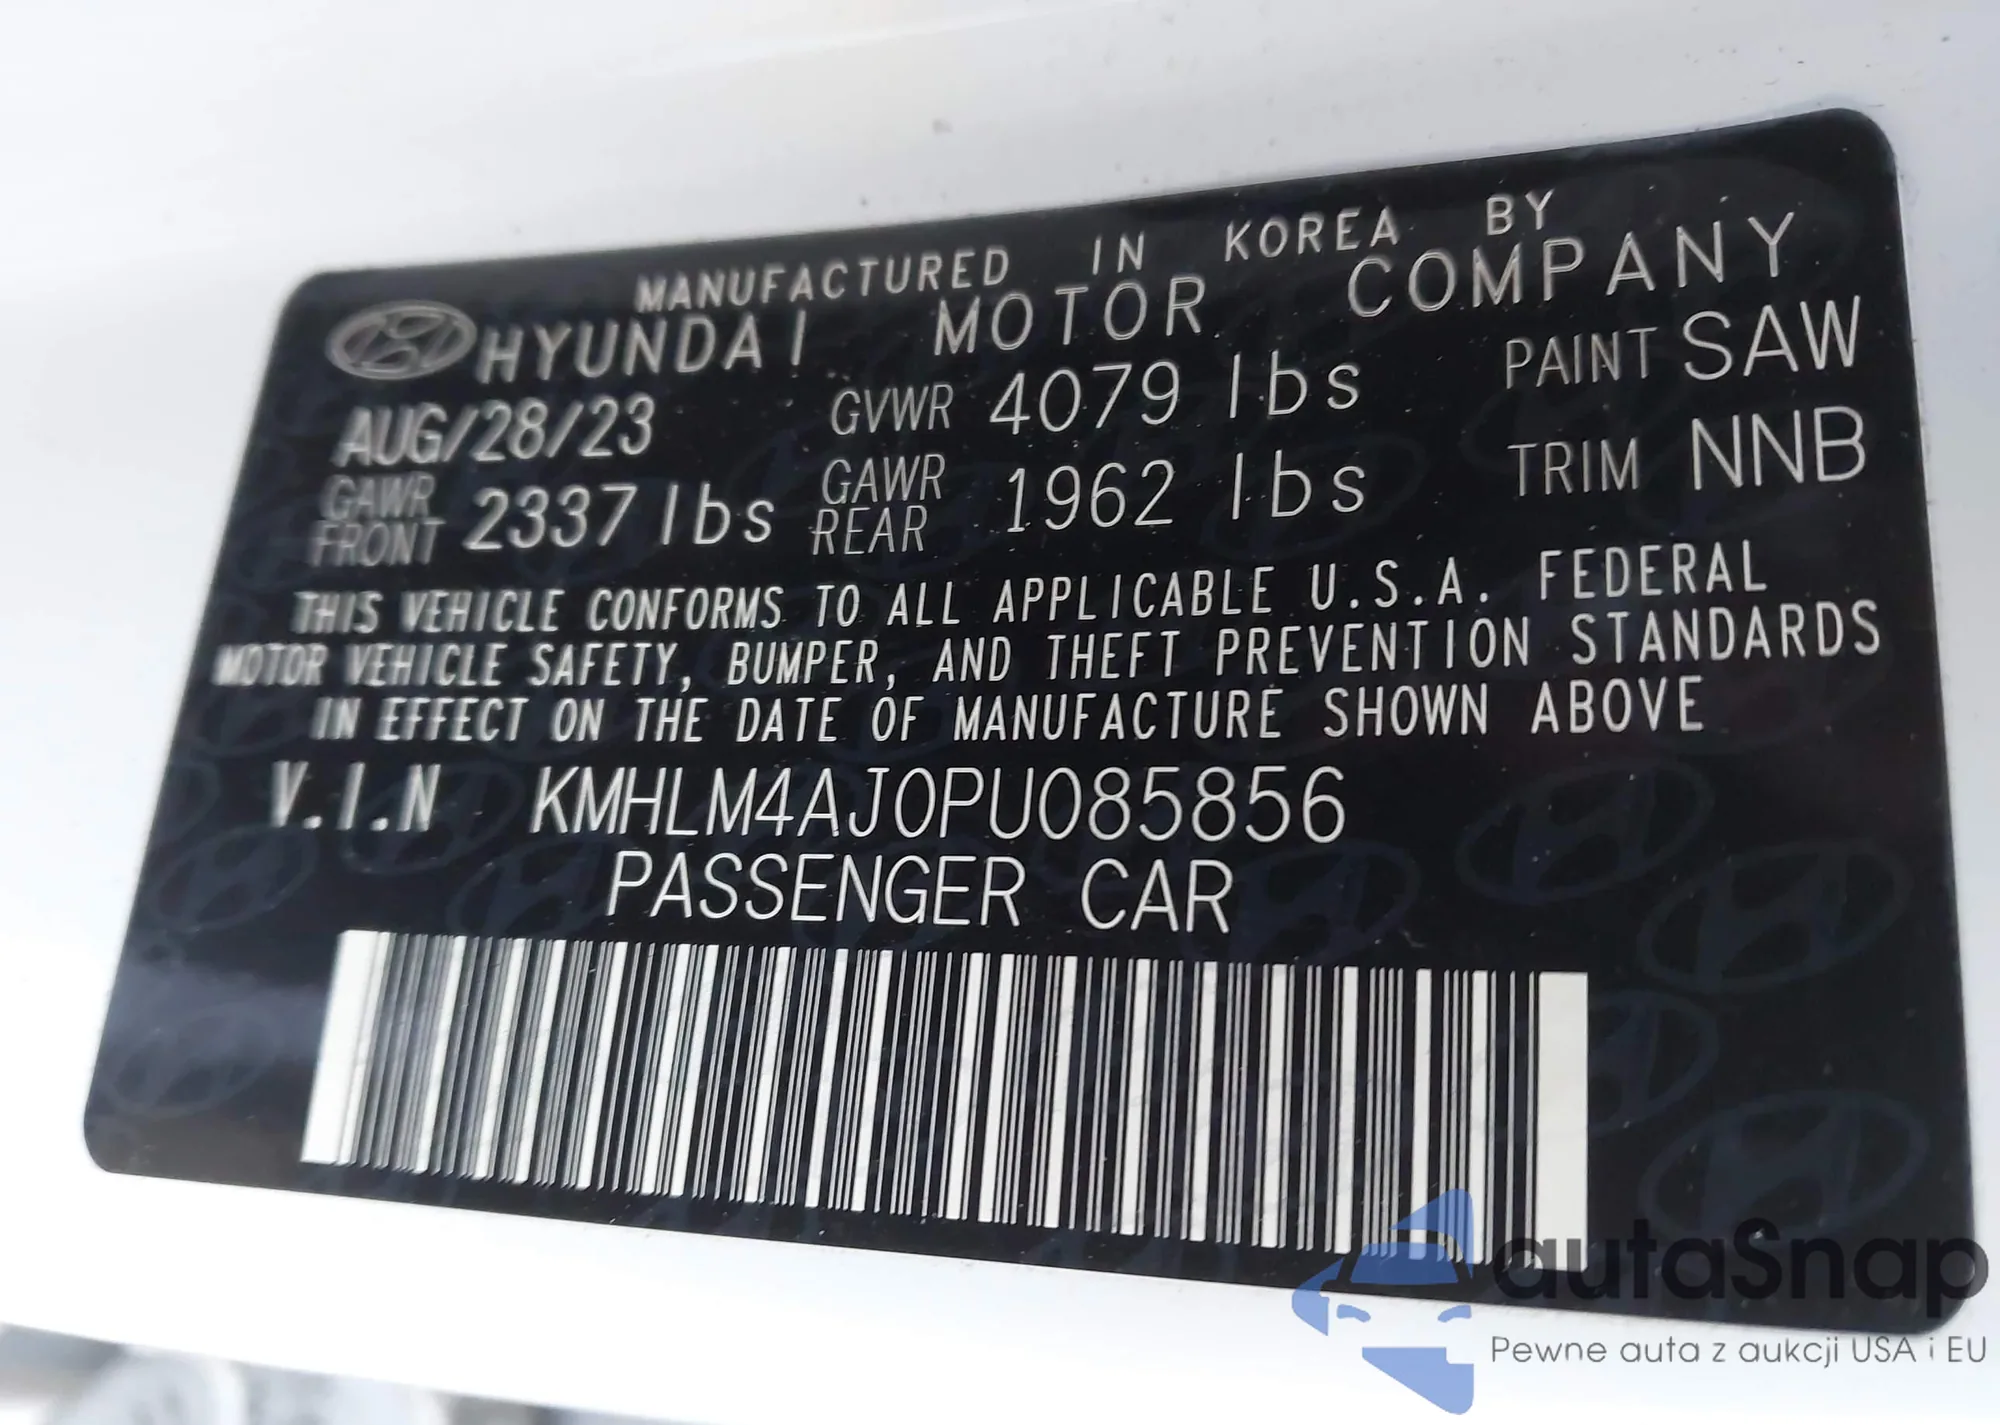 MANUFACTURED IN KOREA BY
HYUNDAI MOTOR COMPANY
AUG/28/23 GVWR 4079 lbs PAINT SAW
GAWR FRONT 2337 lbs GAWR REAR 1962 lbs TRIM NNB
THIS VEHICLE CONFORMS TO ALL APPLICABLE U.S.A. FEDERAL
MOTOR VEHICLE SAFETY, BUMPER, AND THEFT PREVENTION STANDARDS
IN EFFECT ON THE DATE OF MANUFACTURE SHOWN ABOVE
V.I.N KMHLM4AJ0PU085856
PASSENGER CAR
autaSnap
Pewne auta z aukcji USA i EU